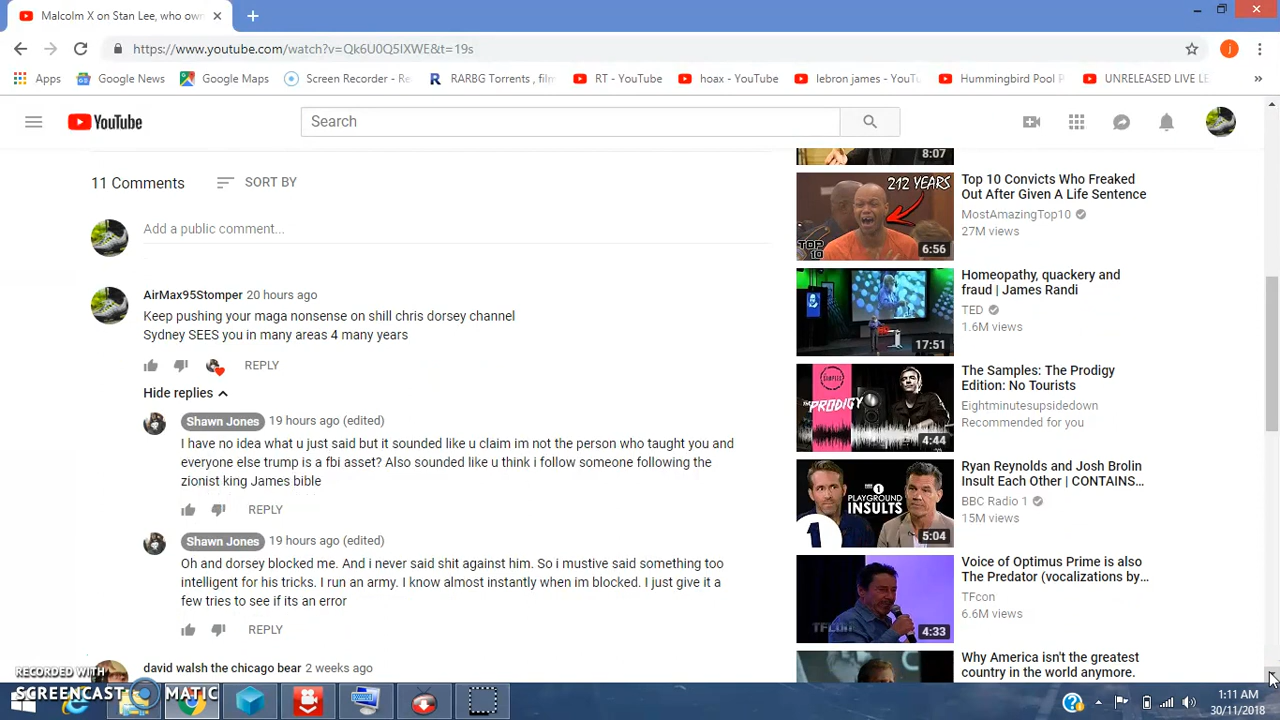 Malcolm X on Stan Lee, who own
https://www.youtube.com/watch?v=Qk6U0Q5IXWE&t=19s
Apps
Google News
Google Maps
Screen Recorder - Re
RARBG Torrents , film
RT - YouTube
hoax - YouTube
lebron james - YouTu
Hummingbird Pool P
UNRELEASED LIVE LE
YouTube
Search
11 Comments
SORT BY
Add a public comment...
AirMax95Stomper 20 hours ago
Keep pushing your maga nonsense on shill chris dorsey channel
Sydney SEES you in many areas 4 many years
REPLY
Hide replies
Shawn Jones 19 hours ago (edited)
I have no idea what u just said but it sounded like u claim im not the person who taught you and
everyone else trump is a fbi asset? Also sounded like u think i follow someone following the
zionist king James bible
REPLY
Shawn Jones 19 hours ago (edited)
Oh and dorsey blocked me. And i never said shit against him. So i mustive said something too
intelligent for his tricks. I run an army. I know almost instantly when im blocked. I just give it a
few tries to see if its an error
REPLY
david walsh the chicago bear 2 weeks ago
8:07
212 YEARS
TOP
10
6:56
Top 10 Convicts Who Freaked
Out After Given A Life Sentence
MostAmazingTop10
27M views
17:51
Homeopathy, quackery and
fraud | James Randi
TED
1.6M views
THE PRODIGY
4:44
The Samples: The Prodigy
Edition: No Tourists
Eightminutesupsidedown
Recommended for you
BBC RADIO 1
PLAYGROUND
INSULTS
1
5:04
Ryan Reynolds and Josh Brolin
Insult Each Other | CONTAINS...
BBC Radio 1
15M views
TFcon
4:33
Voice of Optimus Prime is also
The Predator (vocalizations by...
TFcon
6.6M views
Why America isn't the greatest
country in the world anymore.
RECORDED WITH
SCREENCAST MATIC
1:11 AM
30/11/2018